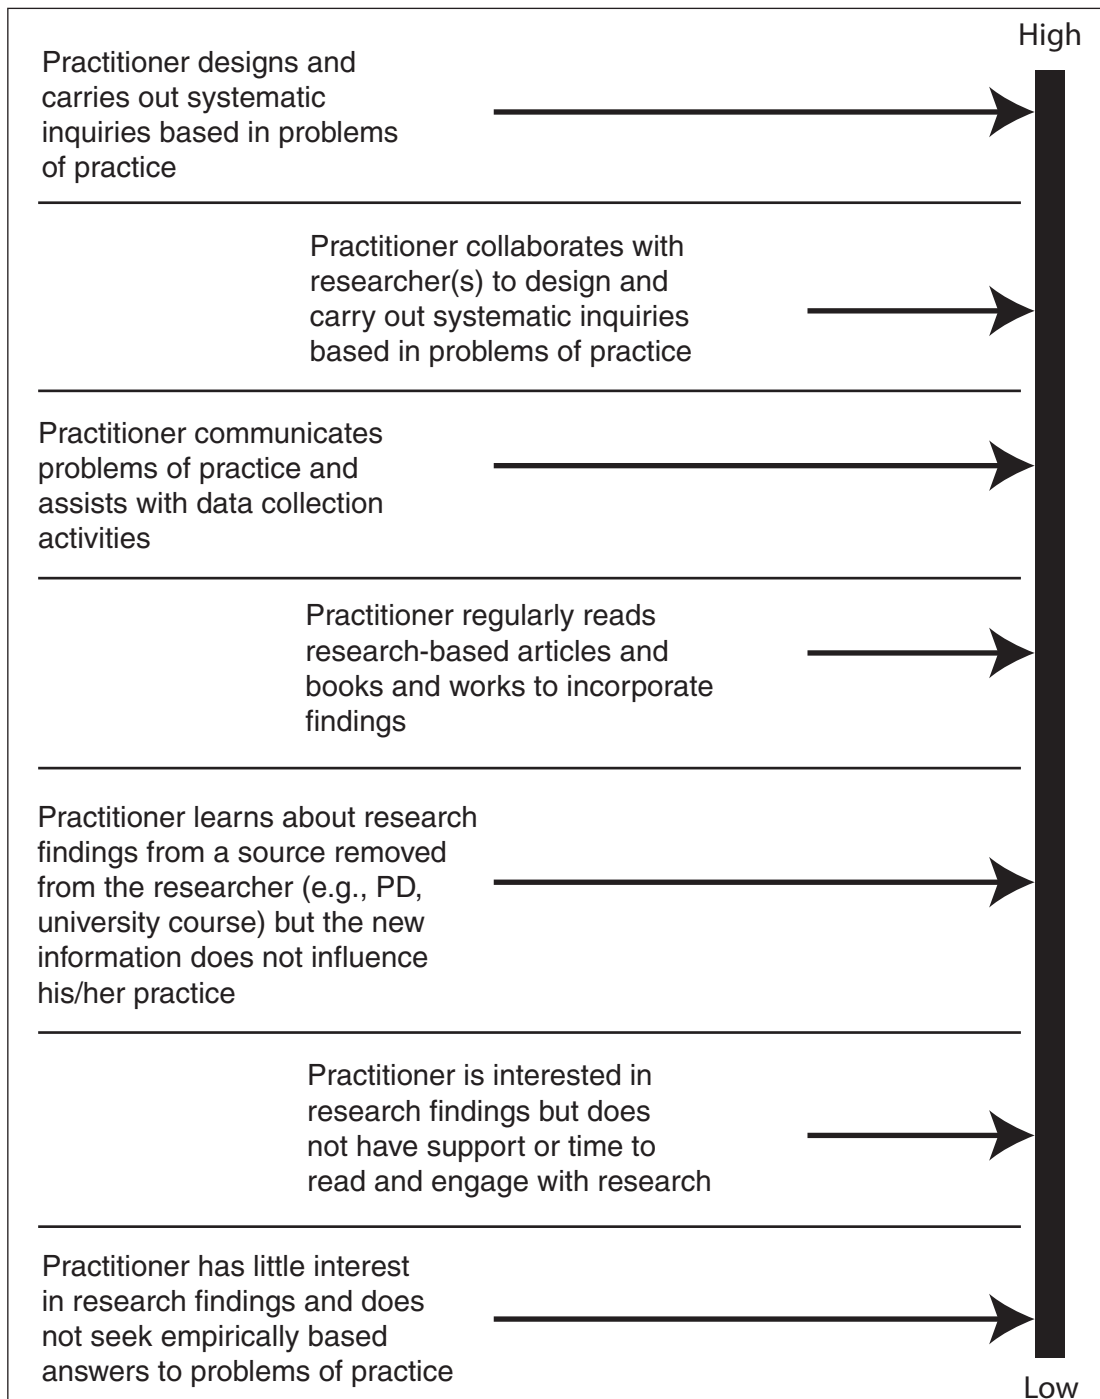 High
Practitioner designs and
carries out systematic
inquiries based in problems
of practice
Practitioner collaborates with
researcher(s) to design and
carry out systematic inquiries
based in problems of practice
Practitioner communicates
problems of practice and
assists with data collection
activities
Practitioner regularly reads
research-based articles and
books and works to incorporate
findings
Practitioner learns about research
findings from a source removed
from the researcher (e.g., PD,
university course) but the new
information does not influence
his/her practice
Practitioner is interested in
research findings but does
not have support or time to
read and engage with research
Practitioner has little interest
in research findings and does
not seek empirically based
answers to problems of practice
Low